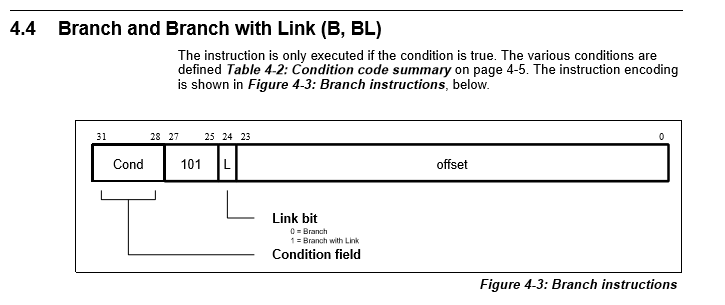 4.4 Branch and Branch with Link (B, BL)
The instruction is only executed if the condition is true. The various conditions are
defined Table 4-2: Condition code summary on page 4-5. The instruction encoding
is shown in Figure 4-3: Branch instructions, below.
31 28 27 25 24 23 0
Cond 101 L offset
Link bit
0 = Branch
1 = Branch with Link
Condition field
Figure 4-3: Branch instructions